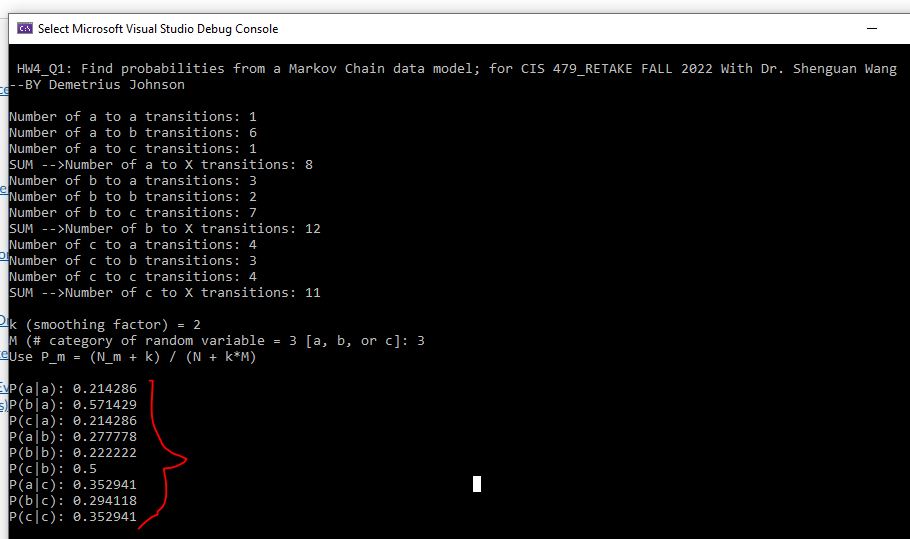 Select Microsoft Visual Studio Debug Console
HW4_Q1: Find probabilities from a Markov Chain data model; for CIS 479_RETAKE FALL 2022 With Dr. Shenguan Wang
--BY Demetrius Johnson
Number of a to a transitions: 1
Number of a to b transitions: 6
Number of a to c transitions: 1
SUM -->Number of a to X transitions: 8
Number of b to a transitions: 3
Number of b to b transitions: 2
Number of b to c transitions: 7
SUM -->Number of b to X transitions: 12
Number of c to a transitions: 4
Number of c to b transitions: 3
Number of c to c transitions: 4
SUM -->Number of c to X transitions: 11
k (smoothing factor) = 2
M (# category of random variable = 3 [a, b, or c]: 3
Use P_m = (N_m + k) / (N + k*M)
P(a|a): 0.214286
P(b|a): 0.571429
P(c|a): 0.214286
P(a|b): 0.277778
P(b|b): 0.222222
P(c|b): 0.5
P(a|c): 0.352941
P(b|c): 0.294118
P(c|c): 0.352941